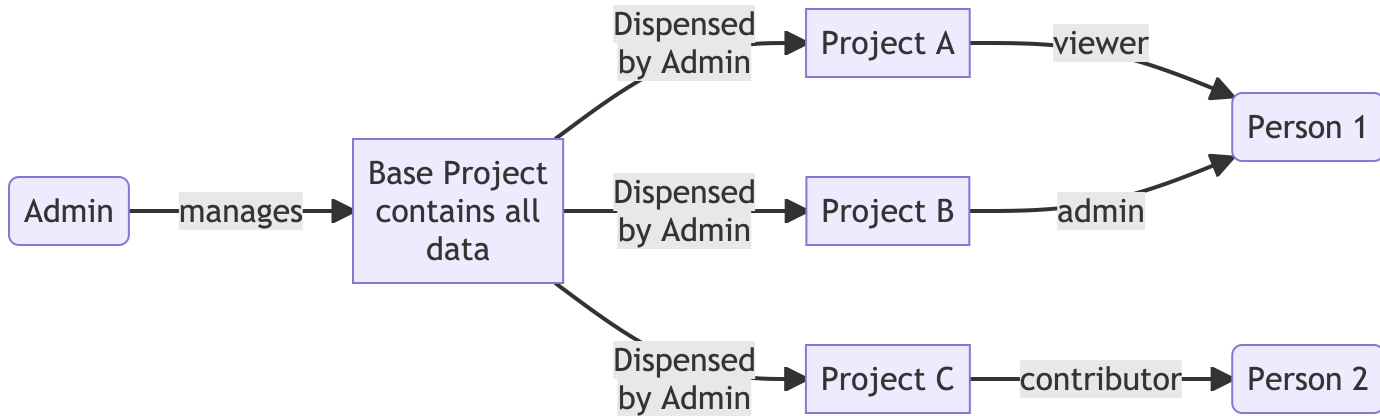 Admin
manages
Base Project
contains all
data
Dispensed
by Admin
Project A
viewer
Person 1
Dispensed
by Admin
Project B
admin
Dispensed
by Admin
Project C
contributor
Person 2